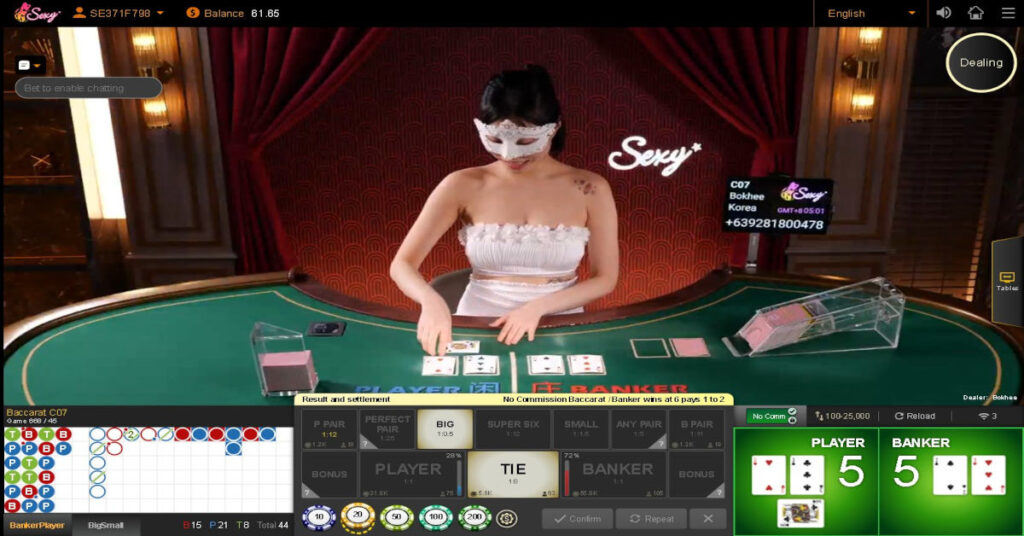 Sexy
SE371F798
Balance 61.65
English
Bet to enable chatting
Dealing
Sexy
C07
Sexy
Bokhee
Korea
GMT+8 05:01
+639281800478
Tables
PLAYER 闲
庄 BANKER
Dealer: Bokhee
Result and settlement
No Commission Baccarat / Banker wins at 6 pays 1 to 2
Baccarat C07
Game 668 / 45
P PAIR
1:12
PERFECT PAIR
1:25
BIG
1:0.5
SUPER SIX
1:12
SMALL
1:1.5
ANY PAIR
1:5
B PAIR
1:11
BONUS
PLAYER
1:1
28%
TIE
1:8
72%
BANKER
1:1
BONUS
No Comm
100-25,000
Reload
3
PLAYER
5
BANKER
5
T B T B
P P B B
P T P
T T B
P B P
B P P
2
BankerPlayer
BigSmall
B 15 P 21 T 8 Total 44
10
20
50
100
200
Confirm
Repeat